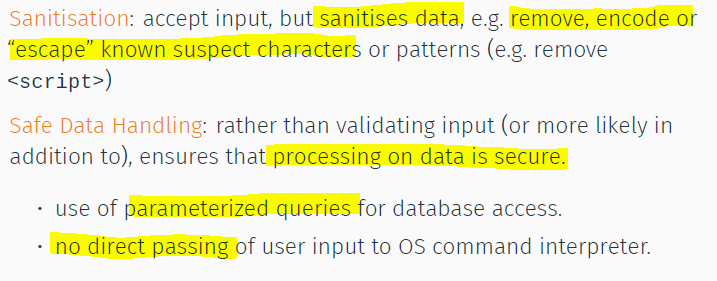 Sanitisation: accept input, but sanitises data, e.g. remove, encode or
“escape” known suspect characters or patterns (e.g. remove
<script>)
Safe Data Handling: rather than validating input (or more likely in
addition to), ensures that processing on data is secure.
· use of parameterized queries for database access.
· no direct passing of user input to OS command interpreter.